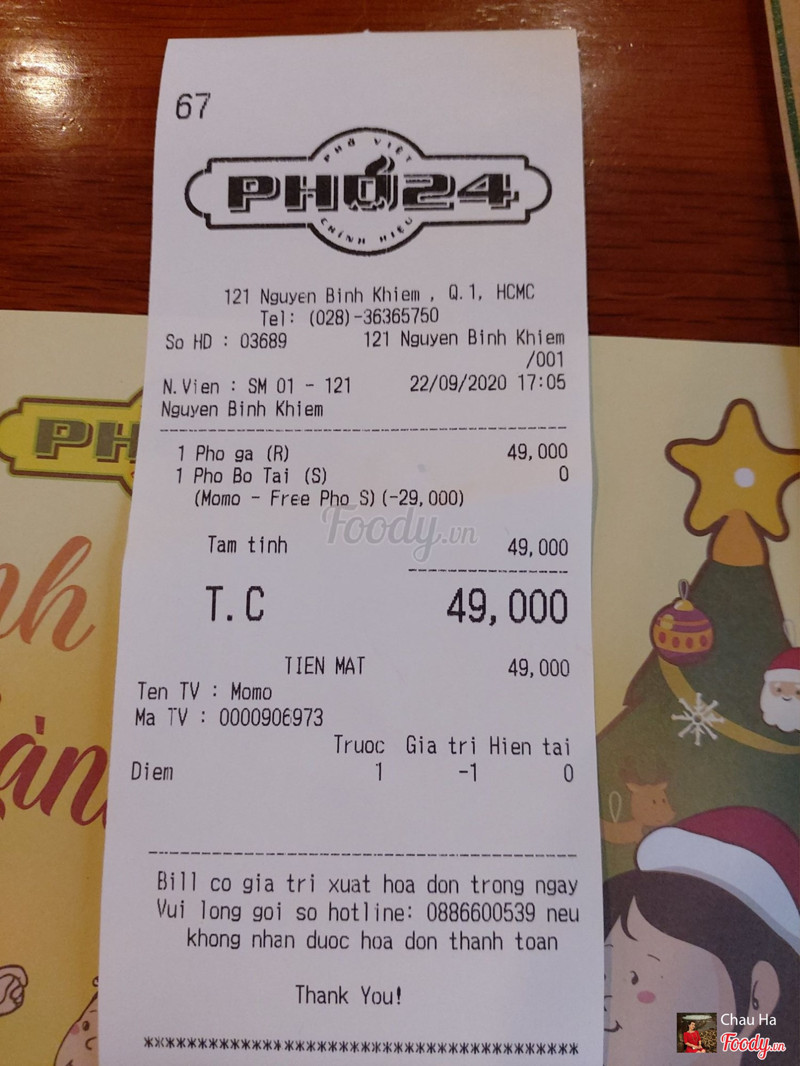 67
PHỞ VIỆT
PHỞ24
CHÍNH HIỆU
121 Nguyen Binh Khiem , Q.1, HCMC
Tel: (028)-36365750
So HD : 03689 121 Nguyen Binh Khiem
/001
N.Vien : SM 01 - 121 22/09/2020 17:05
Nguyen Binh Khiem
1 Pho ga (R) 49,000
1 Pho Bo Tai (S) 0
(Momo - Free Pho S)(-29,000)
Foody.vn
Tam tinh 49,000
T.C 49,000
TIEN MAT 49,000
Ten TV : Momo
Ma TV : 0000906973
Truoc Gia tri Hien tai
Diem 1 -1 0
Bill co gia tri xuat hoa don trong ngay
Vui long goi so hotline: 0886600539 neu
khong nhan duoc hoa don thanh toan
Thank You!
****************************************
PH
nh
àn
Chau Ha
Foody.vn